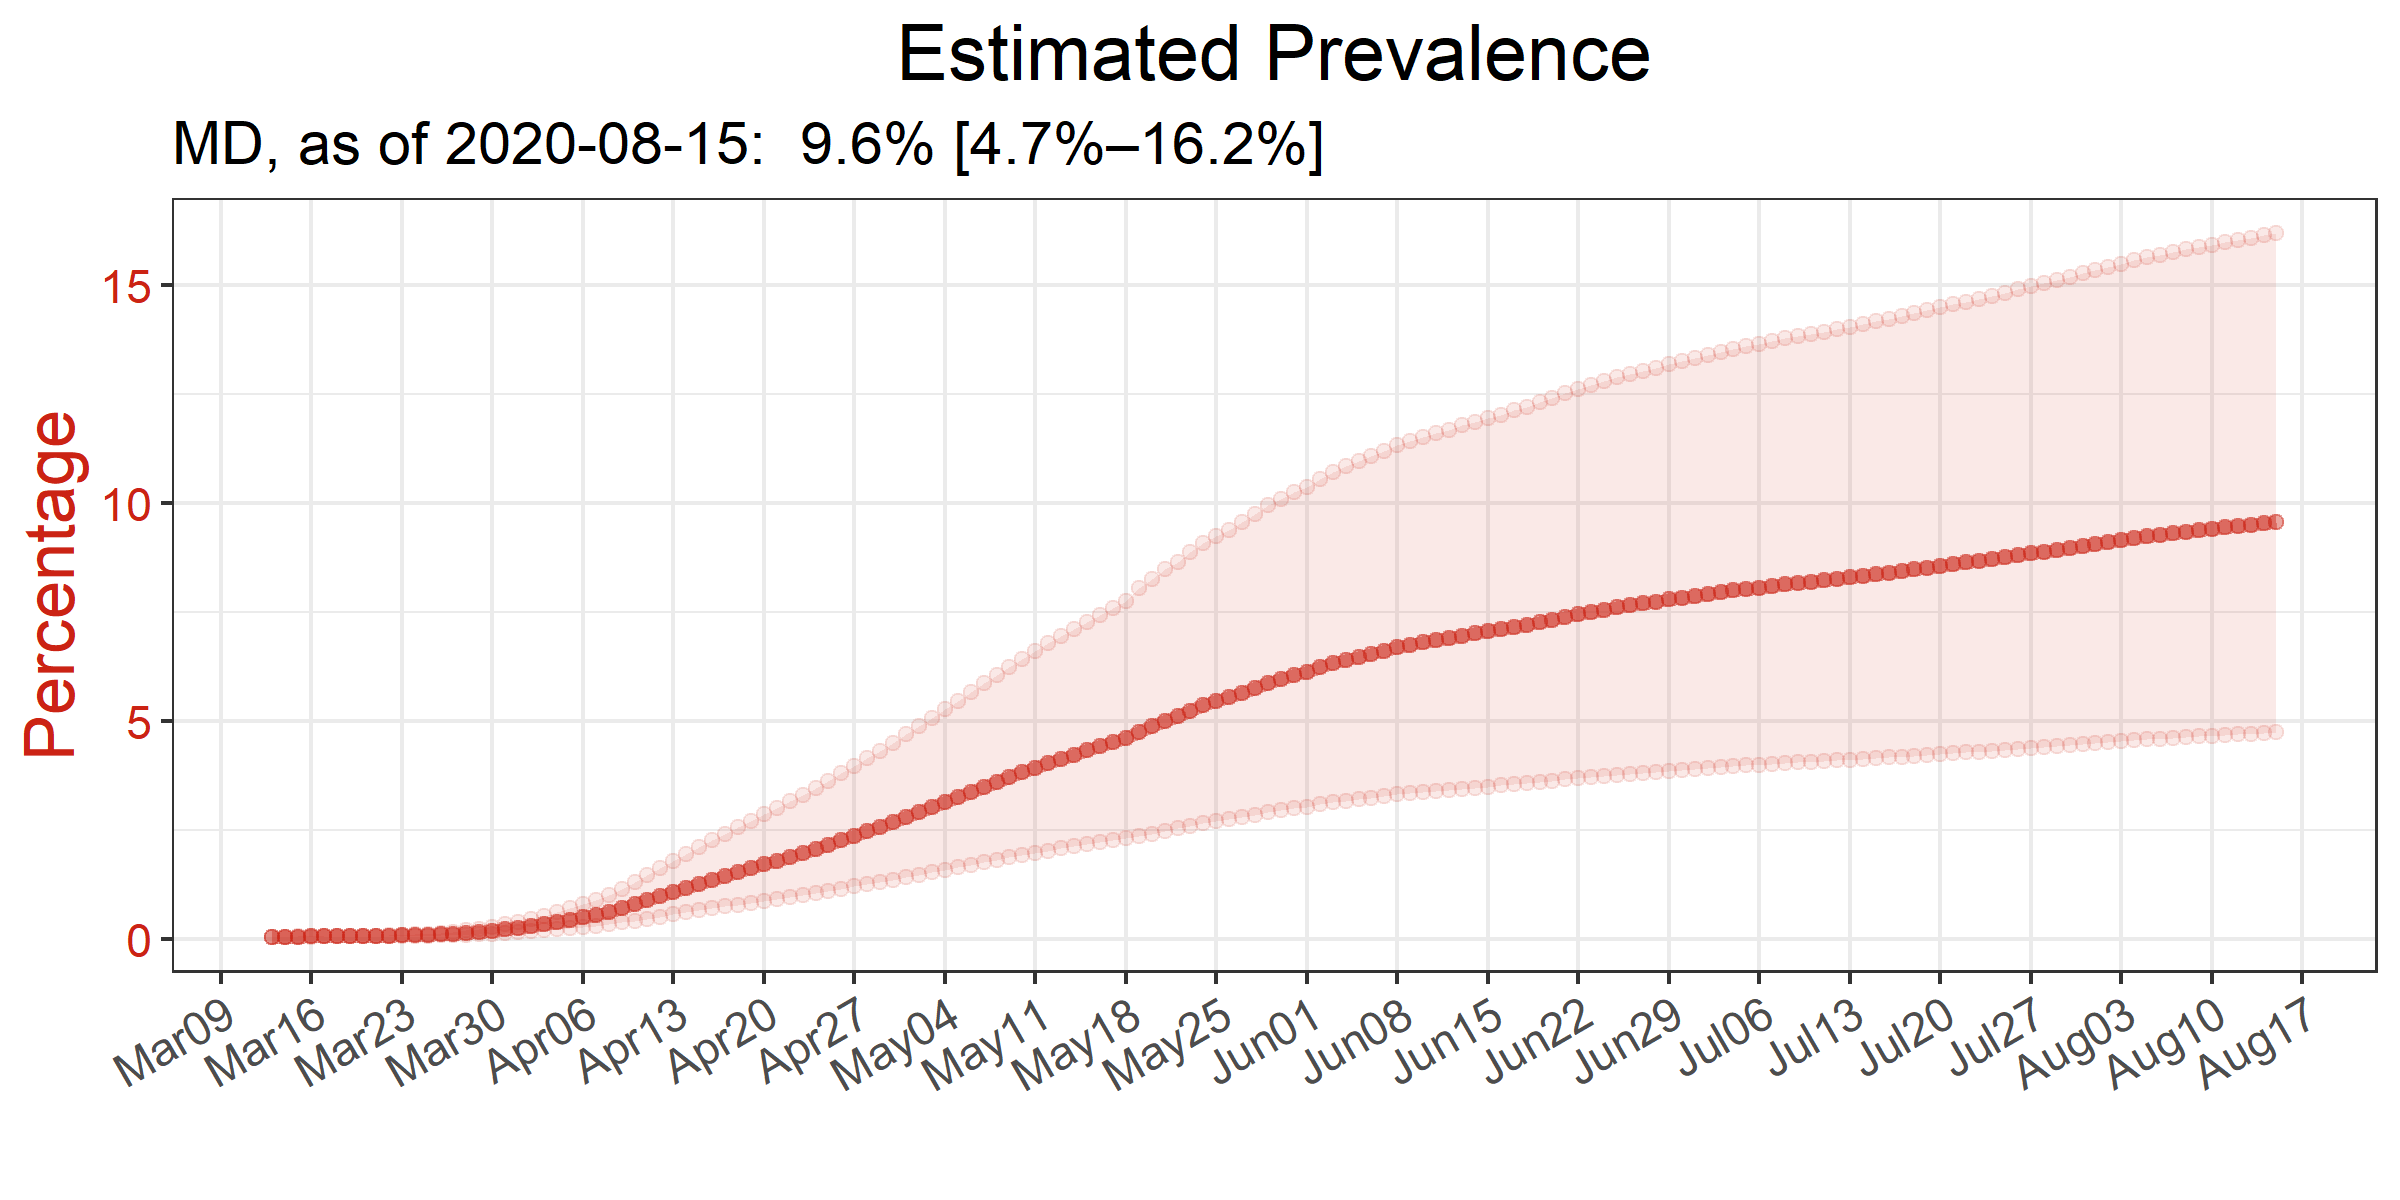 Estimated Prevalence
MD, as of 2020-08-15:  9.6% [4.7%–16.2%]
Percentage
15
10
5
0
Mar09
Mar16
Mar23
Mar30
Apr06
Apr13
Apr20
Apr27
May04
May11
May18
May25
Jun01
Jun08
Jun15
Jun22
Jun29
Jul06
Jul13
Jul20
Jul27
Aug03
Aug10
Aug17